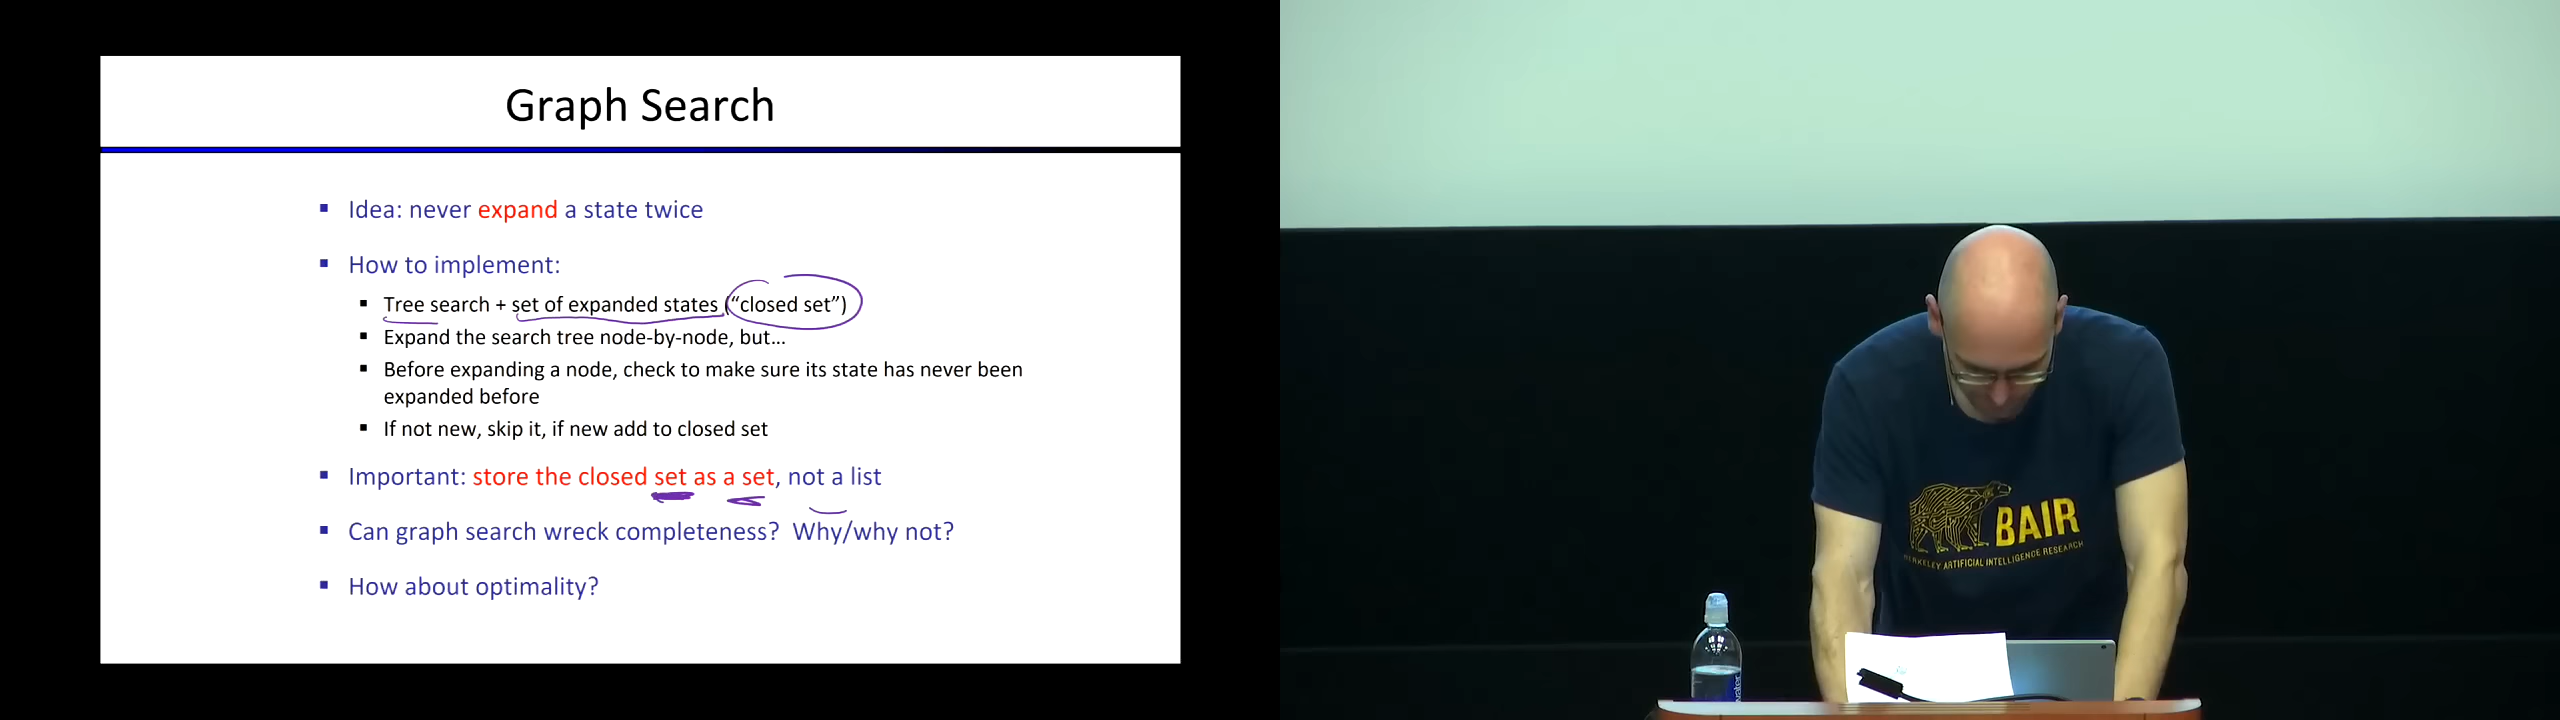 Graph Search
Idea: never expand a state twice
How to implement:
Tree search + set of expanded states (“closed set”)
Expand the search tree node-by-node, but…
Before expanding a node, check to make sure its state has never been
expanded before
If not new, skip it, if new add to closed set
Important: store the closed set as a set, not a list
Can graph search wreck completeness?  Why/why not?
How about optimality?
BAIR
BERKELEY ARTIFICIAL INTELLIGENCE RESEARCH
water